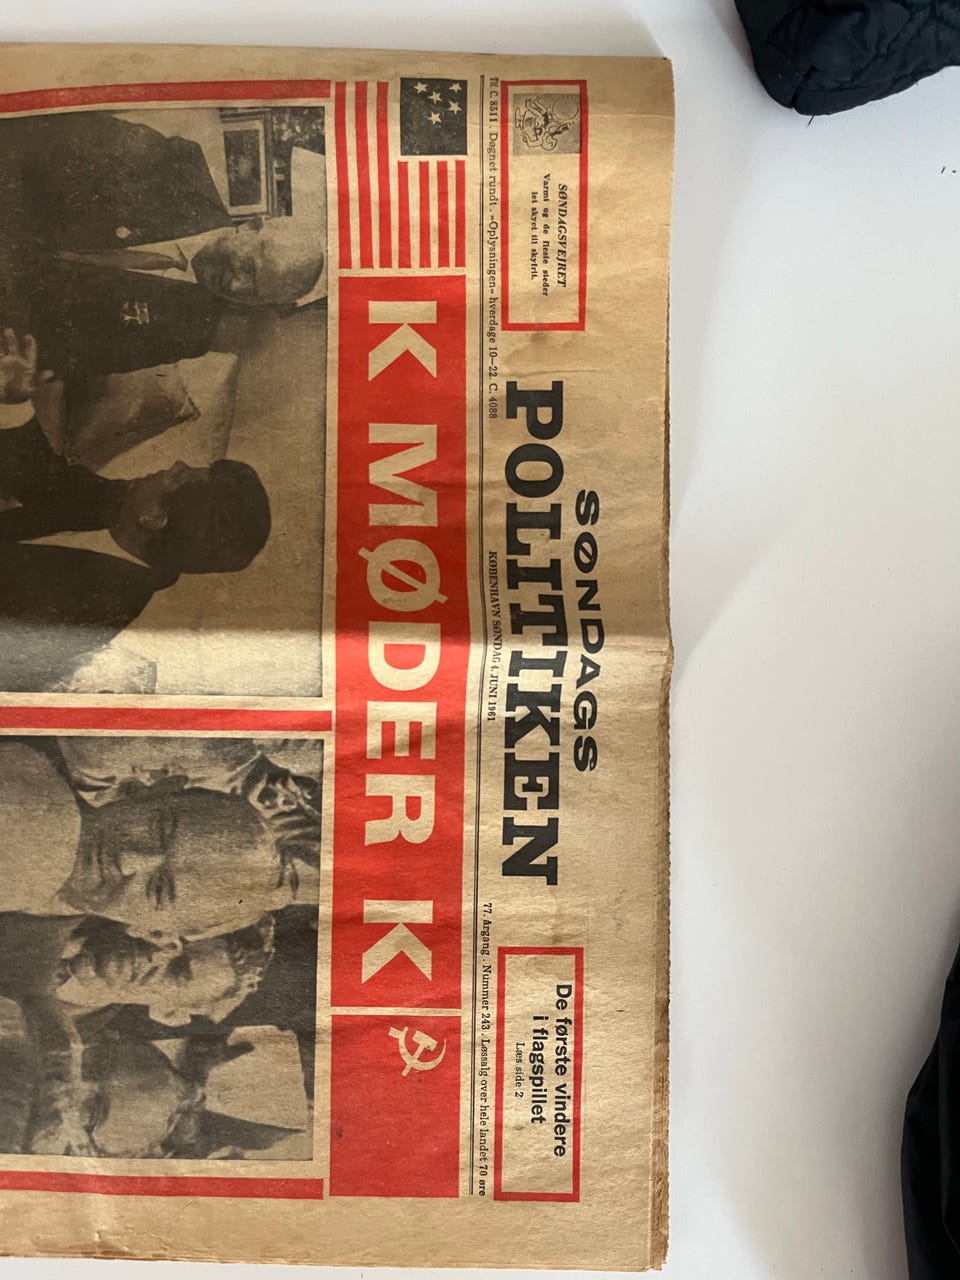 SØNDAGSVEJRET
Varmt og de fleste steder
let skyet til skyfrit.
SØNDAGS
POLITIKEN
De første vindere
i flagspillet
Læs side 2
Tlf. C. 8511 . Døgnet rundt . »Oplysningen« hverdage 10—22. C. 4088
KØBENHAVN SØNDAG 4. JUNI 1961
77. årgang . Nummer 243 . Løssalg over hele landet 70 øre
K MØDER K